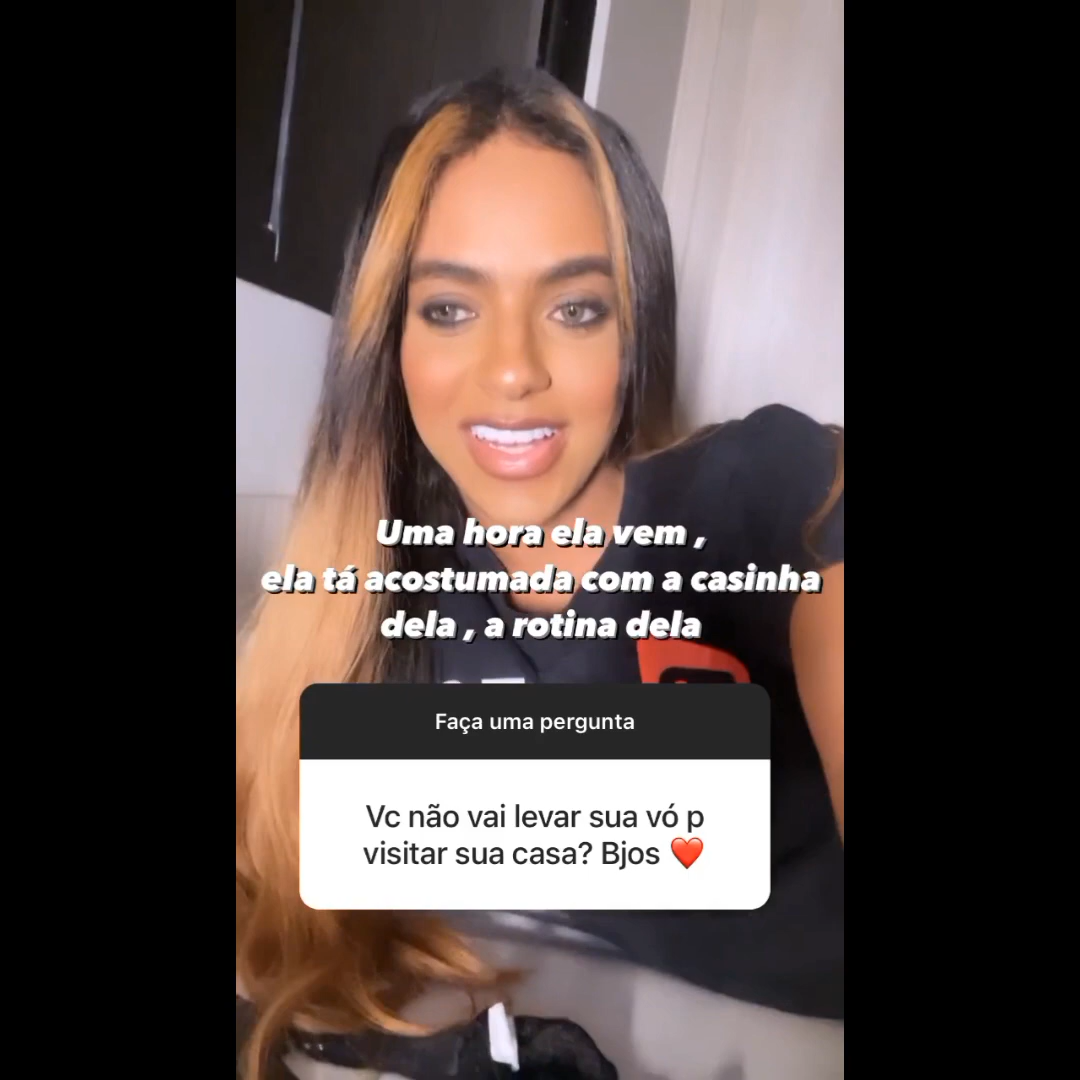 Uma hora ela vem ,
ela tá acostumada com a casinha
dela , a rotina dela
Faça uma pergunta
Vc não vai levar sua vó p
visitar sua casa? Bjos ❤️